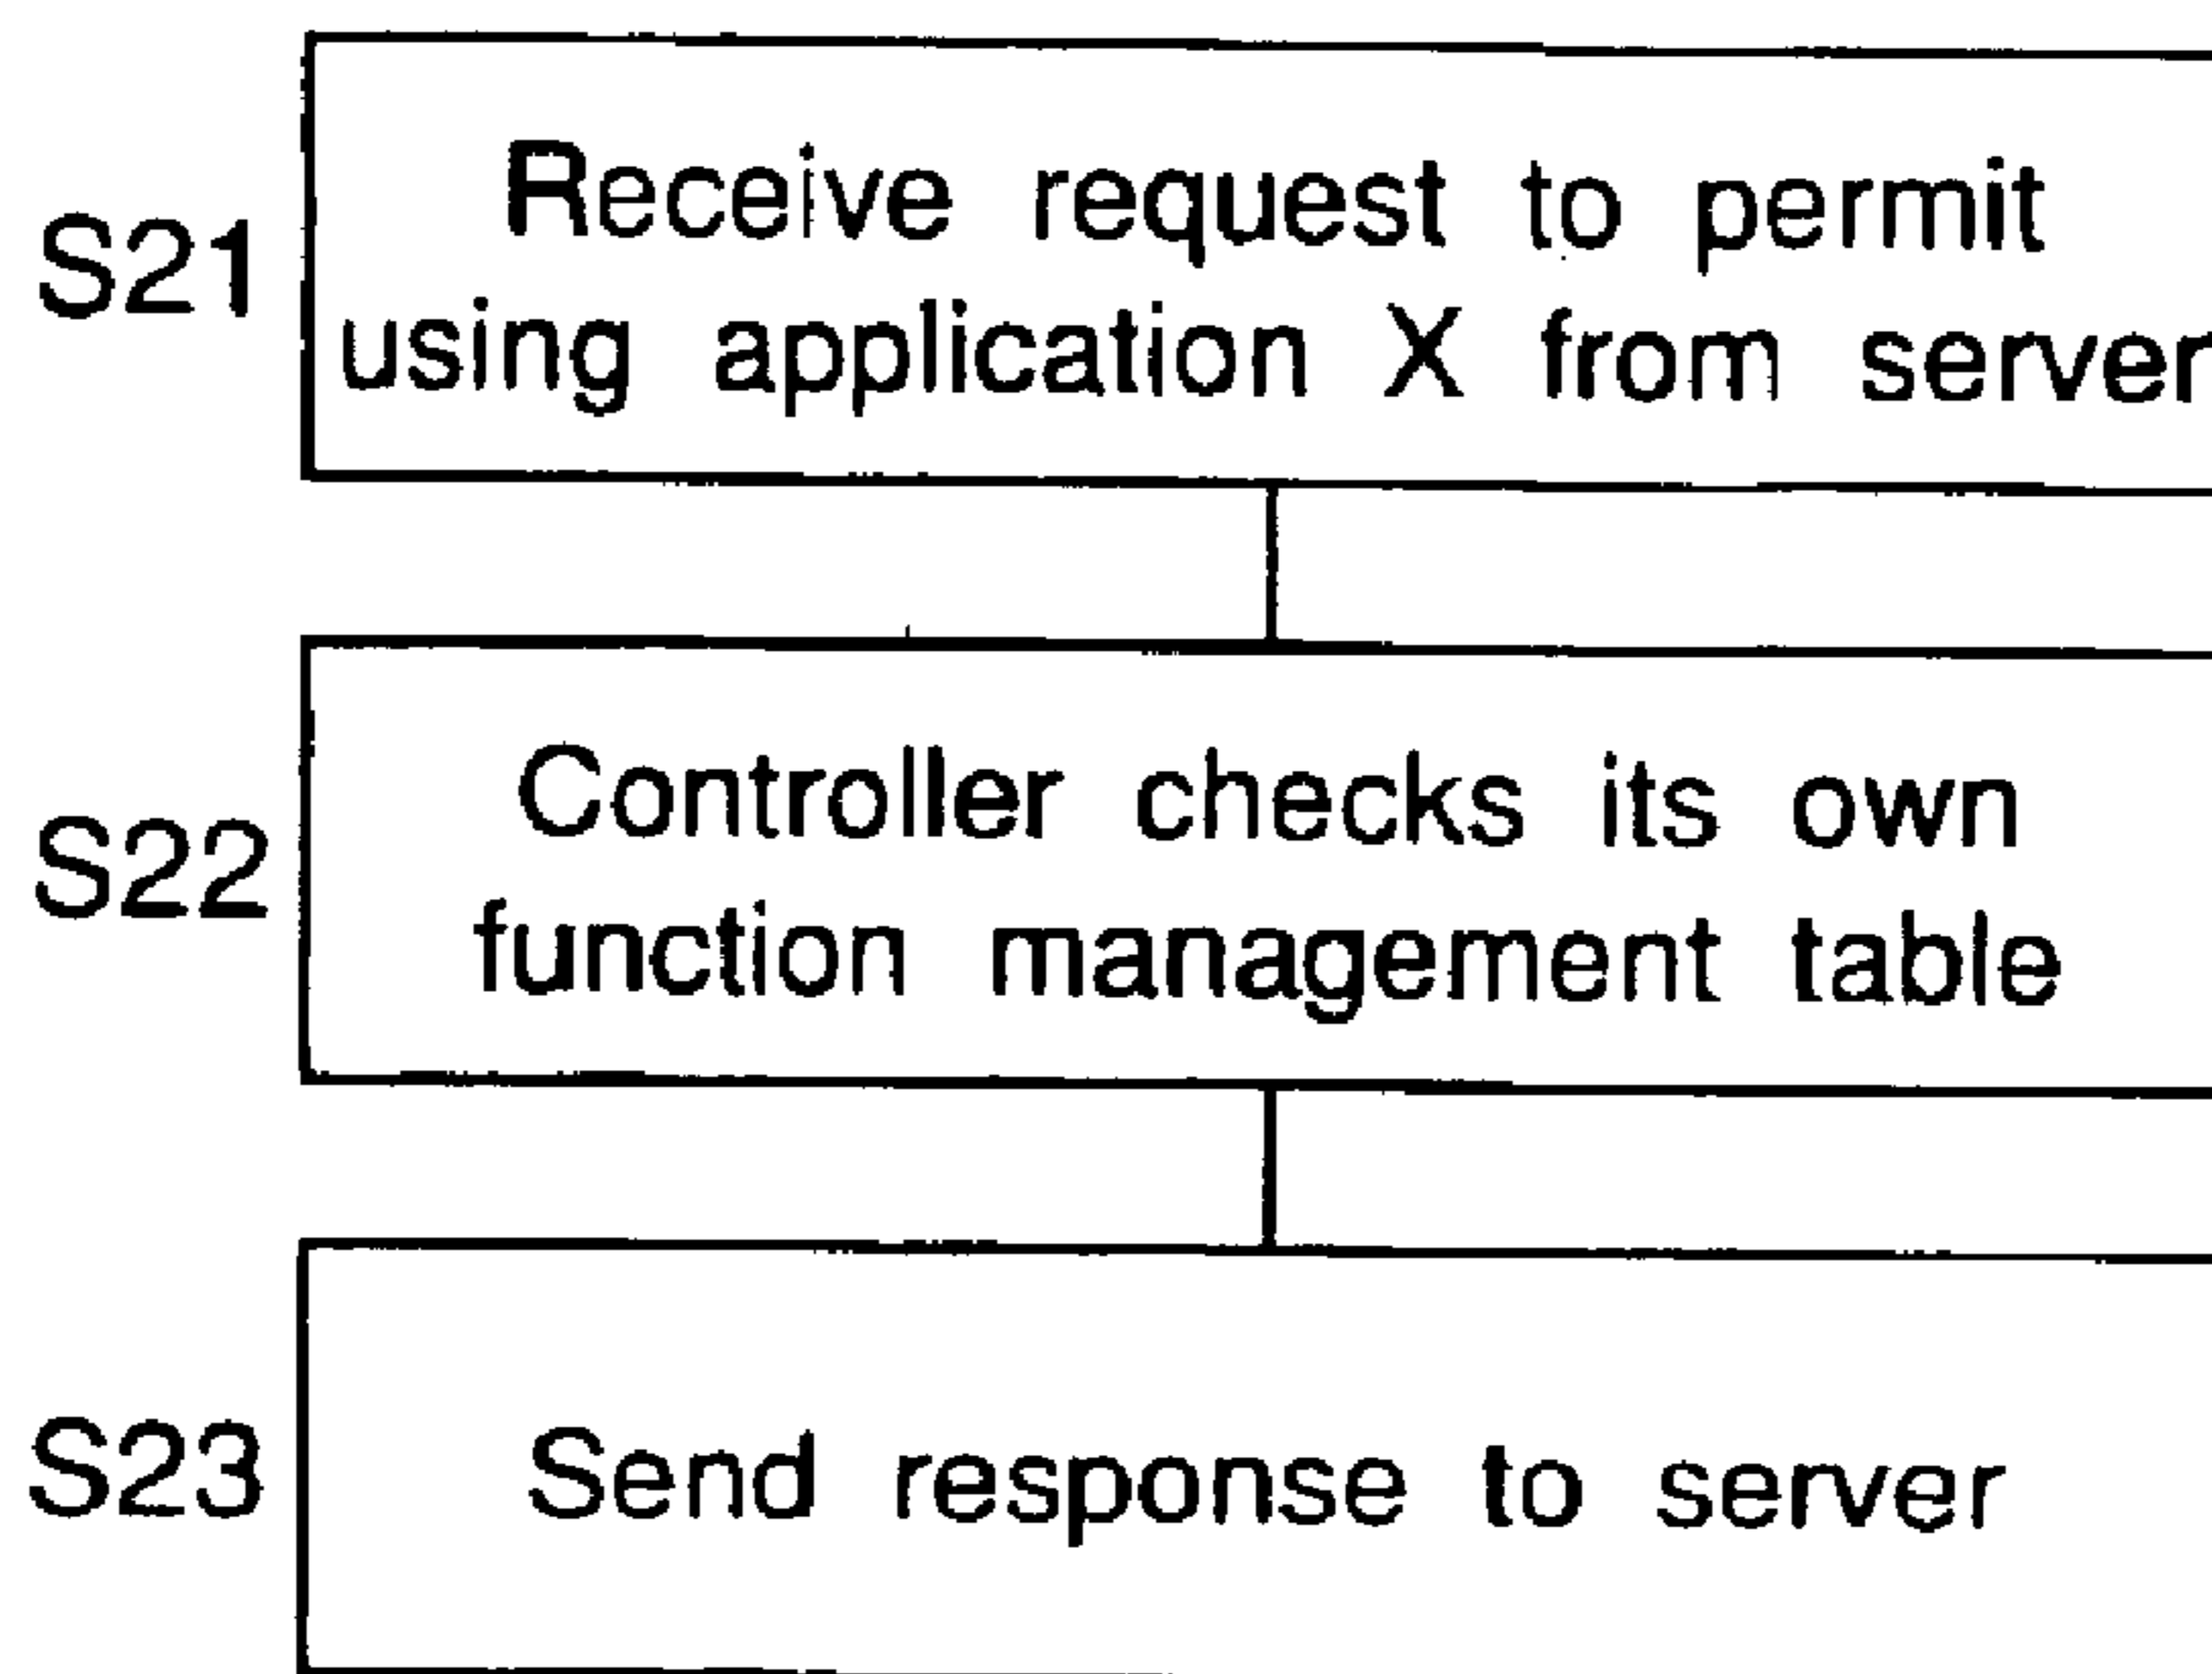 S21
Receive request to permit
using application X from server
S22
Controller checks its own
function management table
S23
Send response to server